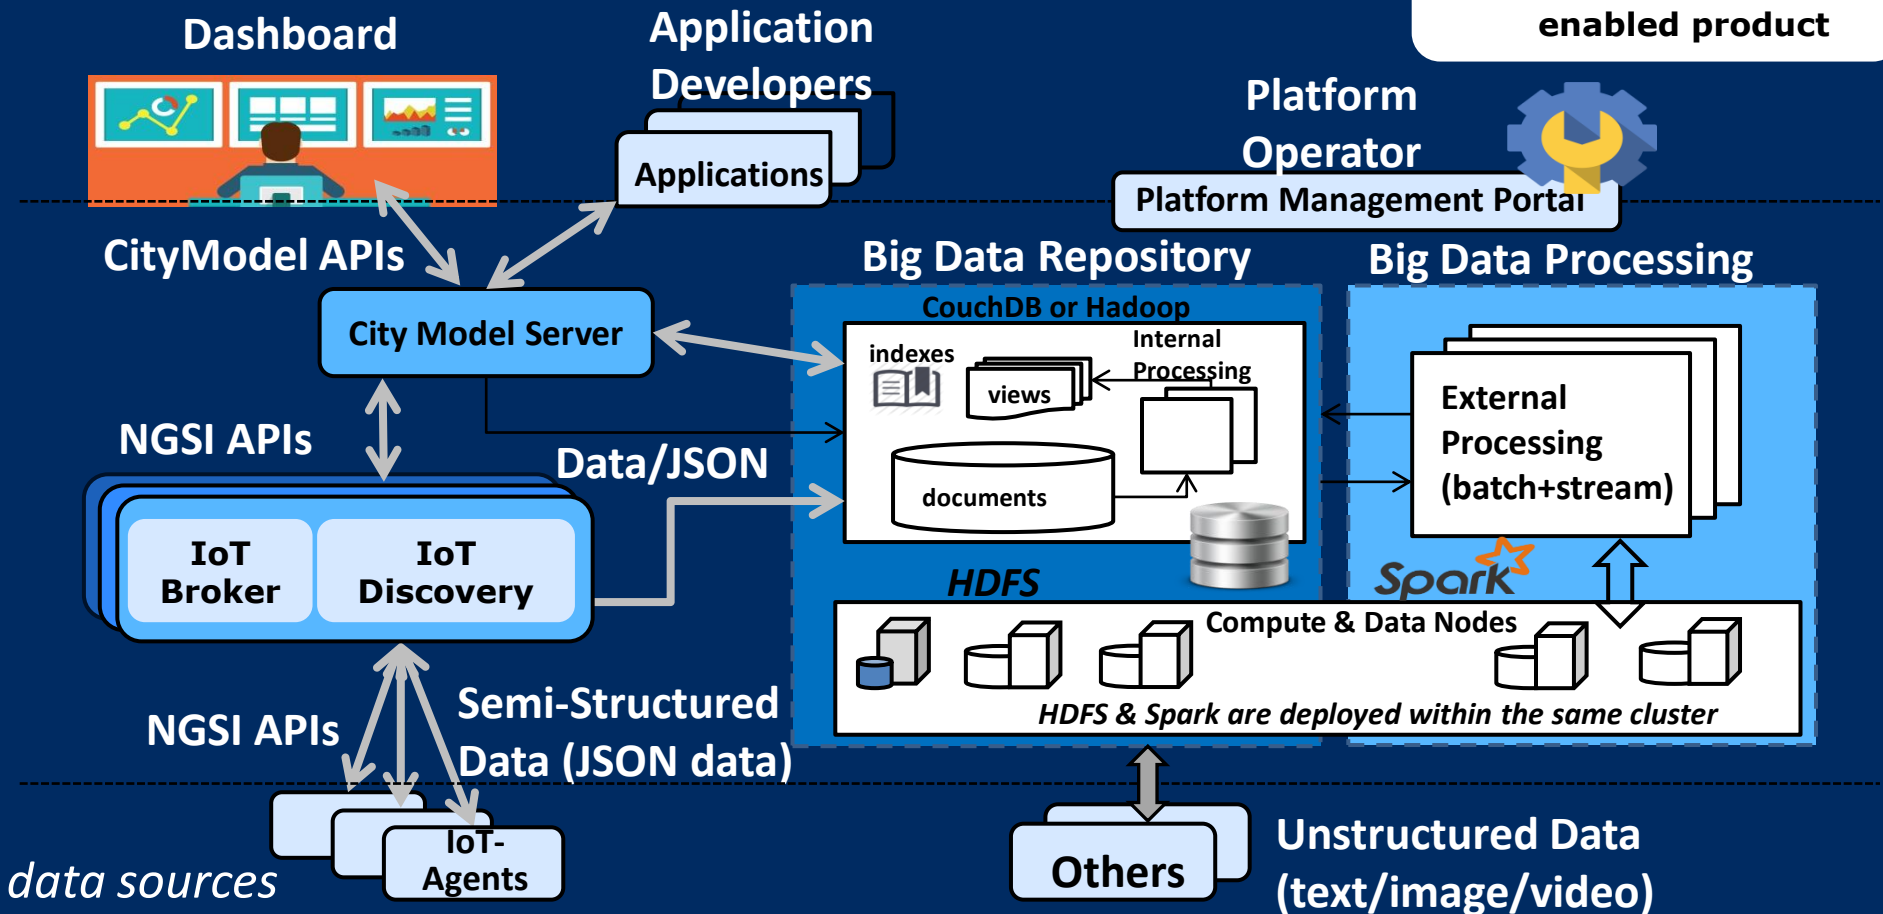 enabled product
Dashboard
Application
Developers
Applications
Platform
Operator
Platform Management Portal
CityModel APIs
City Model Server
Big Data Repository
Big Data Processing
CouchDB or Hadoop
indexes
views
Internal
Processing
documents
External
Processing
(batch+stream)
NGSI APIs
Data/JSON
IoT
Broker
IoT
Discovery
HDFS
Spark
Compute & Data Nodes
HDFS & Spark are deployed within the same cluster
NGSI APIs
Semi-Structured
Data (JSON data)
IoT-
Agents
data sources
Others
Unstructured Data
(text/image/video)